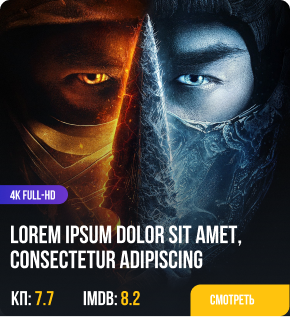 4K FULL-HD
LOREM IPSUM DOLOR SIT AMET,
CONSECTETUR ADIPISCING
КП: 7.7 IMDB: 8.2
СМОТРЕТЬ